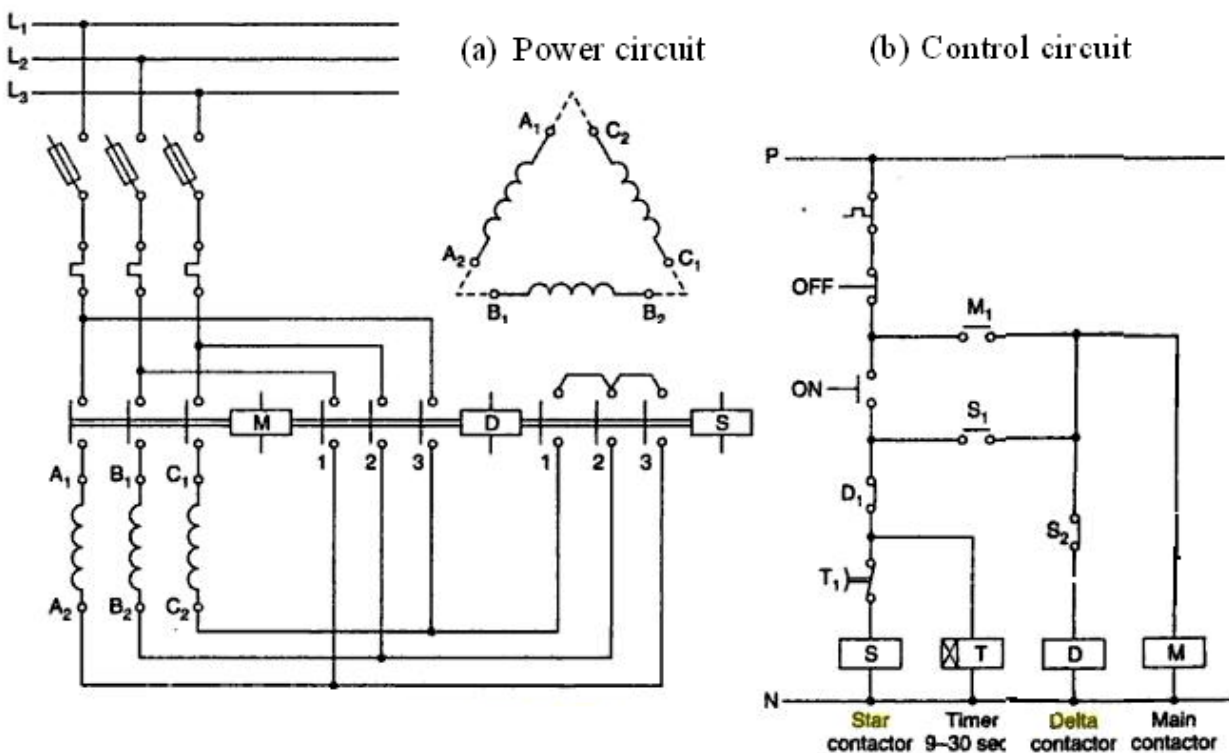 (a) Power circuit
(b) Control circuit
L₁
L₂
L₃
A₁
C₂
A₂
C₁
B₁
B₂
M
D
S
1
2
3
1
2
3
A₁
B₁
C₁
A₂
B₂
C₂
P
OFF
M₁
ON
S₁
D₁
S₂
T₁
S
T
D
M
N
Star contactor
Timer 9–30 sec
Delta contactor
Main contactor